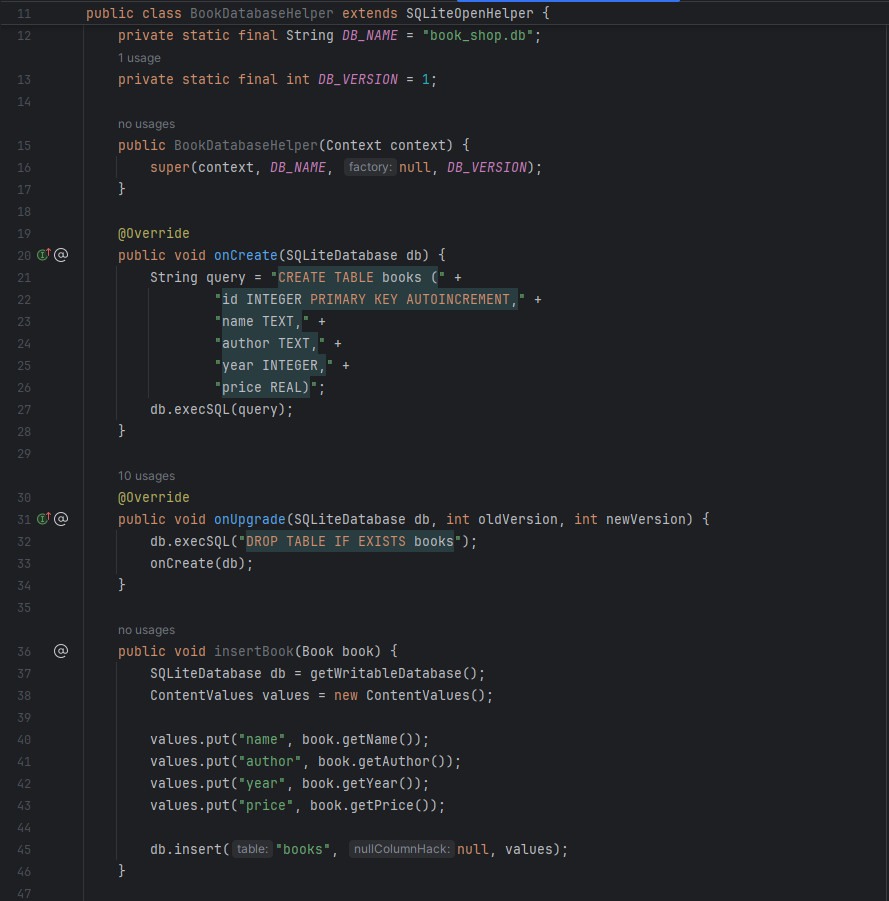 11 public class BookDatabaseHelper extends SQLiteOpenHelper {
12 private static final String DB_NAME = "book_shop.db";
1 usage
13 private static final int DB_VERSION = 1;
14
no usages
15 public BookDatabaseHelper(Context context) {
16 super(context, DB_NAME, factory: null, DB_VERSION);
17 }
18
19 @Override
20 public void onCreate(SQLiteDatabase db) {
21 String query = "CREATE TABLE books (" +
22 "id INTEGER PRIMARY KEY AUTOINCREMENT," +
23 "name TEXT," +
24 "author TEXT," +
25 "year INTEGER," +
26 "price REAL)";
27 db.execSQL(query);
28 }
29
10 usages
30 @Override
31 public void onUpgrade(SQLiteDatabase db, int oldVersion, int newVersion) {
32 db.execSQL("DROP TABLE IF EXISTS books");
33 onCreate(db);
34 }
35
no usages
36 public void insertBook(Book book) {
37 SQLiteDatabase db = getWritableDatabase();
38 ContentValues values = new ContentValues();
39
40 values.put("name", book.getName());
41 values.put("author", book.getAuthor());
42 values.put("year", book.getYear());
43 values.put("price", book.getPrice());
44
45 db.insert( table: "books", nullColumnHack: null, values);
46 }
47